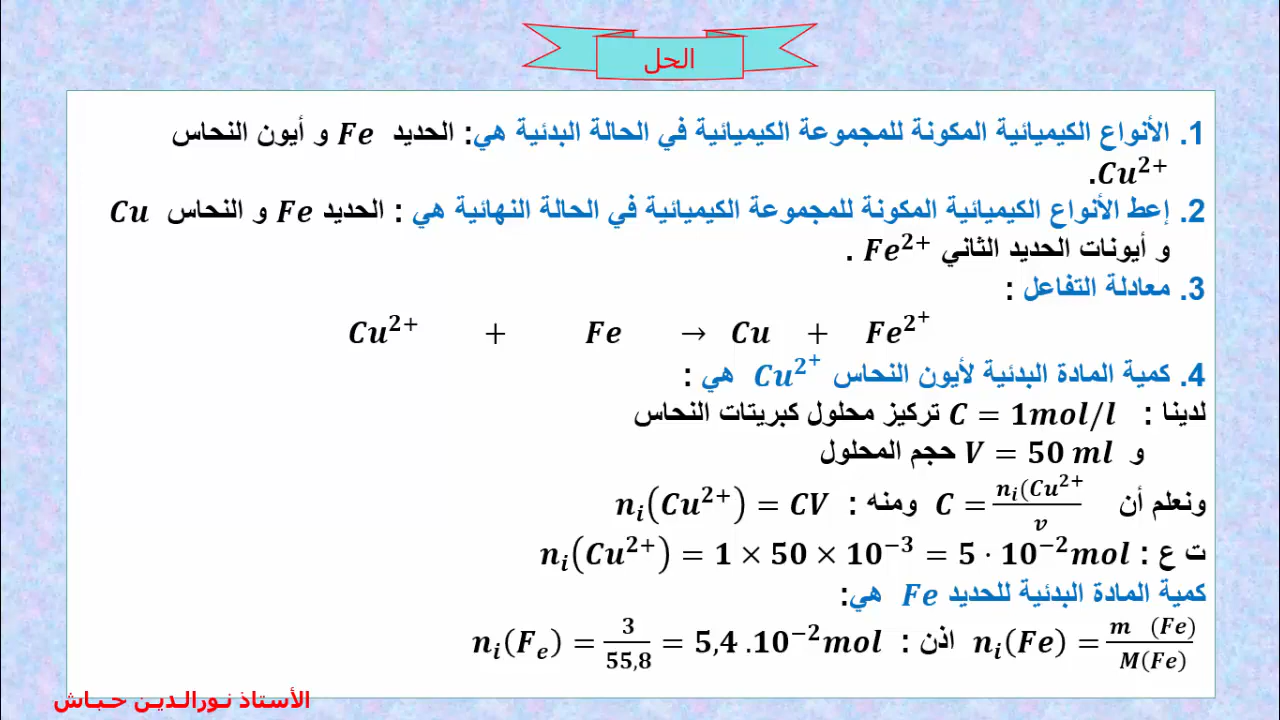 الحل
1. الأنواع الكيميائية المكونة للمجموعة الكيميائية في الحالة البدئية هي: الحديد Fe و أيون النحاس
Cu²⁺.
2. إعط الأنواع الكيميائية المكونة للمجموعة الكيميائية في الحالة النهائية هي : الحديد Fe و النحاس Cu
و أيونات الحديد الثاني Fe²⁺ .
3. معادلة التفاعل :
Cu²⁺ + Fe → Cu + Fe²⁺
4. كمية المادة البدئية لأيون النحاس Cu²⁺ هي :
لدينا : C = 1mol/l تركيز محلول كبريتات النحاس
و V = 50 ml حجم المحلول
ونعلم أن C = nᵢ(Cu²⁺/v ومنه : nᵢ(Cu²⁺) = CV
ت ع : nᵢ(Cu²⁺) = 1 × 50 × 10⁻³ = 5 · 10⁻² mol
كمية المادة البدئية للحديد Fe هي:
nᵢ(Fe) = m (Fe)/M(Fe) اذن : nᵢ(Fₑ) = 3/55,8 = 5,4 .10⁻² mol
الأستاذ نورالدين حباش